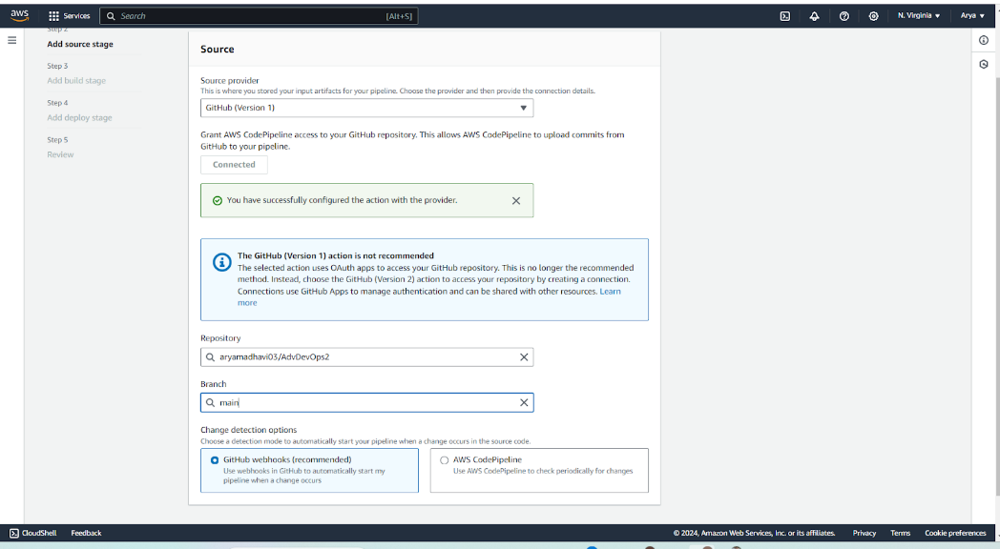 aws
Services
Search
[Alt+S]
N. Virginia
Arya
Step 2
Add source stage
Step 3
Add build stage
Step 4
Add deploy stage
Step 5
Review
Source
Source provider
This is where you stored your input artifacts for your pipeline. Choose the provider and then provide the connection details.
GitHub (Version 1)
Grant AWS CodePipeline access to your GitHub repository. This allows AWS CodePipeline to upload commits from
GitHub to your pipeline.
Connected
You have successfully configured the action with the provider.
The GitHub (Version 1) action is not recommended
The selected action uses OAuth apps to access your GitHub repository. This is no longer the recommended
method. Instead, choose the GitHub (Version 2) action to access your repository by creating a connection.
Connections use GitHub Apps to manage authentication and can be shared with other resources. Learn
more
Repository
aryamadhavi03/AdvDevOps2
Branch
main
Change detection options
Choose a detection mode to automatically start your pipeline when a change occurs in the source code.
GitHub webhooks (recommended)
Use webhooks in GitHub to automatically start my
pipeline when a change occurs
AWS CodePipeline
Use AWS CodePipeline to check periodically for changes
CloudShell
Feedback
© 2024, Amazon Web Services, Inc. or its affiliates.
Privacy
Terms
Cookie preferences